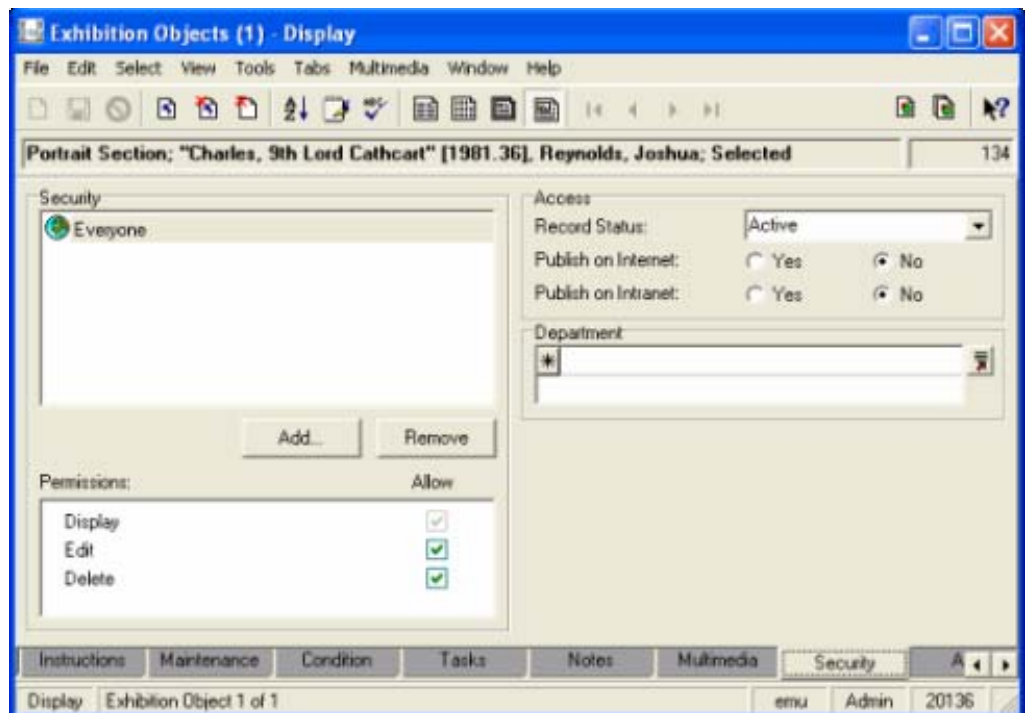 Exhibition Objects (1) - Display
File Edit Select View Tools Tabs Multimedia Window Help
Portrait Section; "Charles, 9th Lord Cathcart" [1981.36], Reynolds, Joshua; Selected 134
Security
Everyone
Add... Remove
Permissions: Allow
Display
Edit
Delete
Access
Record Status: Active
Publish on Internet: Yes No
Publish on Intranet: Yes No
Department
Instructions Maintenance Condition Tasks Notes Multimedia Security A
Display Exhibition Object 1 of 1 emu Admin 20136